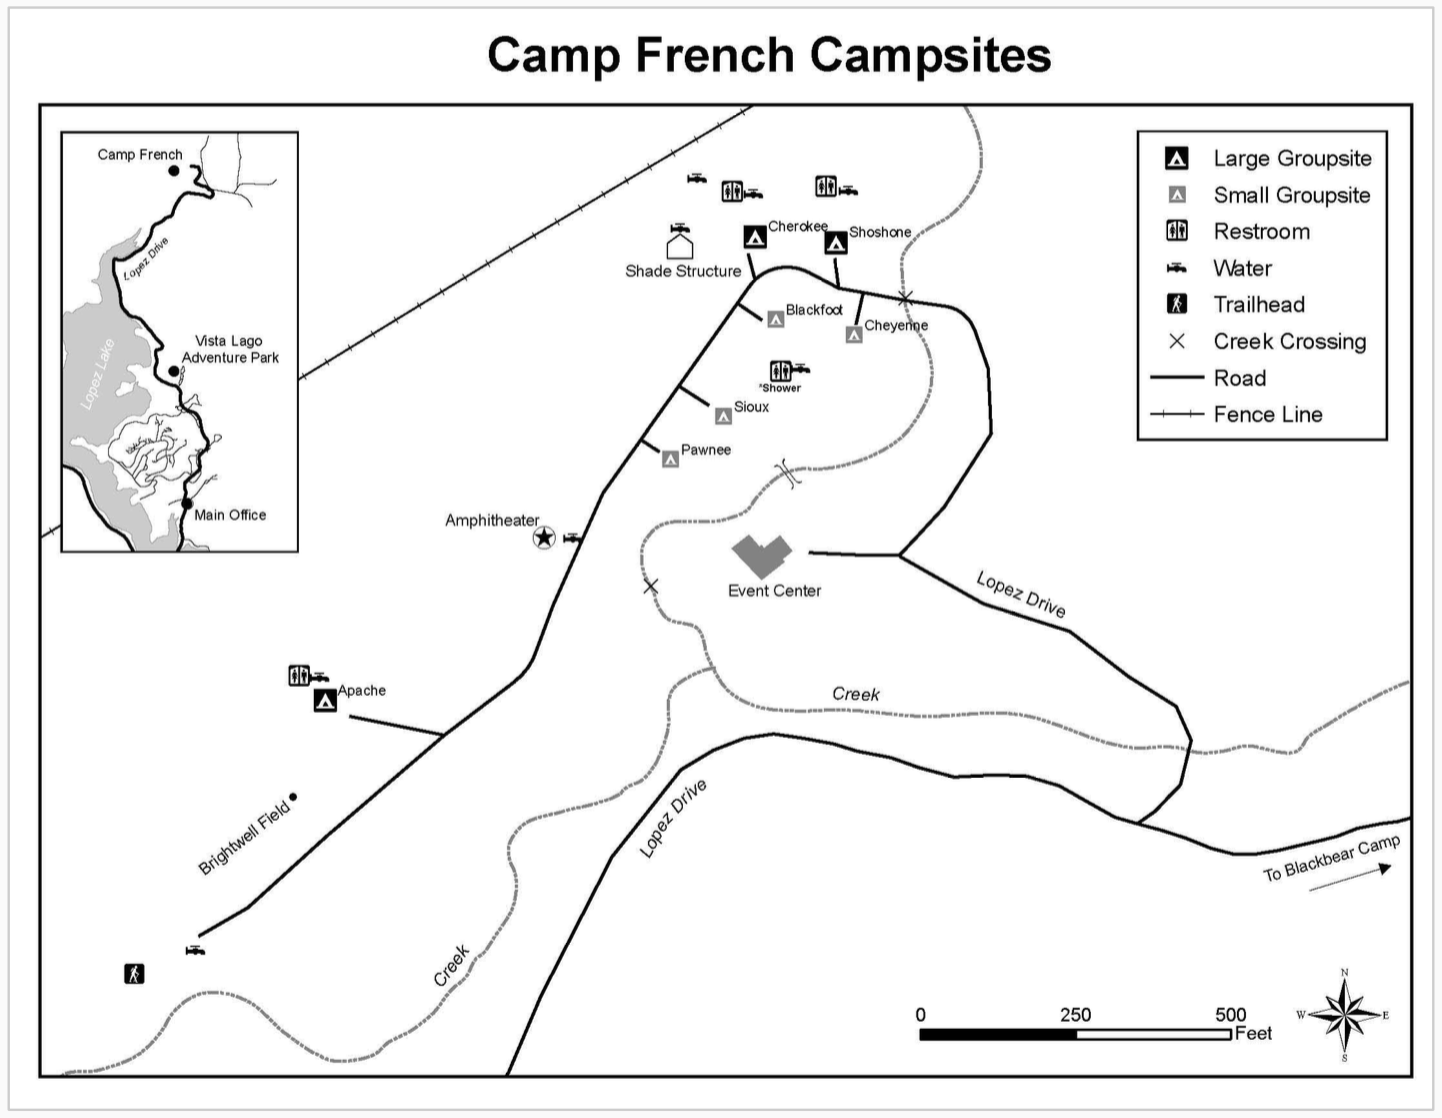 Camp French Campsites
Camp French
Lopez Drive
Lopez Lake
Vista Lago
Adventure Park
Main Office
Large Groupsite
Small Groupsite
Restroom
Water
Trailhead
Creek Crossing
Road
Fence Line
Cherokee
Shoshone
Shade Structure
Blackfoot
Cheyenne
*Shower
Sioux
Pawnee
Amphitheater
Event Center
Lopez Drive
Apache
Creek
Brightwell Field
Lopez Drive
To Blackbear Camp
Creek
N
W E
S
0 250 500
Feet